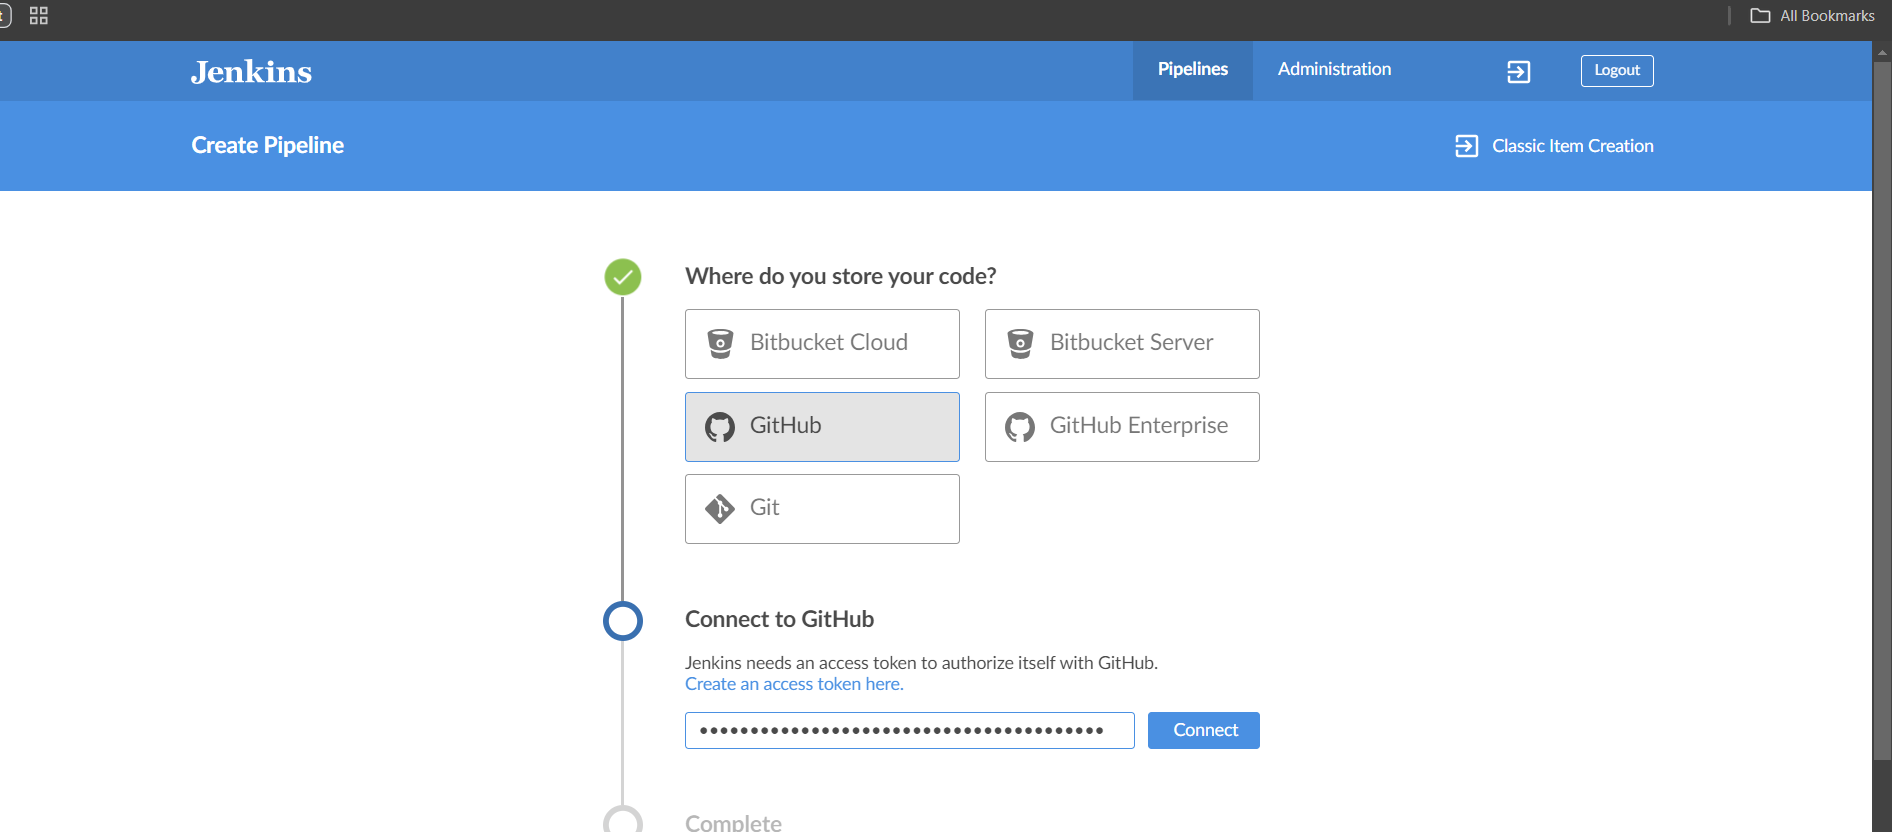 All Bookmarks
Jenkins
Pipelines
Administration
Logout
Create Pipeline
Classic Item Creation
Where do you store your code?
Bitbucket Cloud
Bitbucket Server
GitHub
GitHub Enterprise
Git
Connect to GitHub
Jenkins needs an access token to authorize itself with GitHub.
Create an access token here.
Connect
Complete